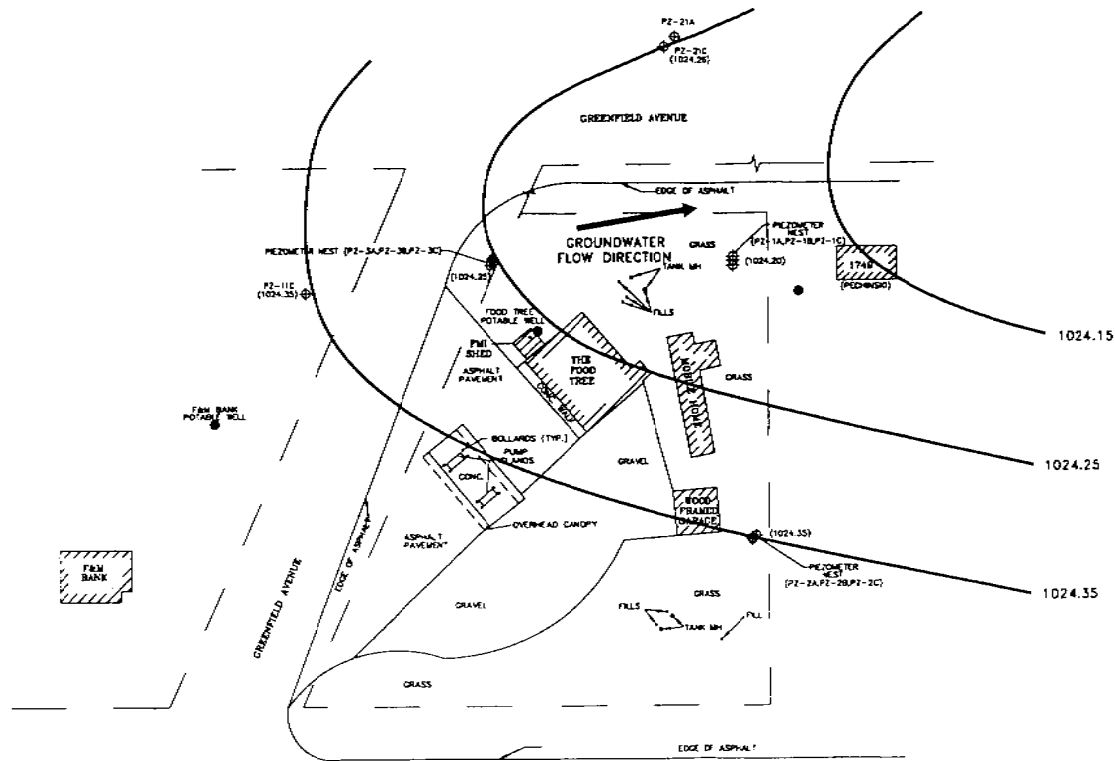 PZ-21A
PZ-21C
(1024.26)
GREENFIELD AVENUE
EDGE OF ASPHALT
GROUNDWATER
FLOW DIRECTION
GRASS
PIEZOMETER
NEST
(PZ-1A,PZ-1B,PZ-1C)
(1024.20)
PIEZOMETER NEST (PZ-3A,PZ-3B,PZ-3C)
(1024.25)
TANK MH
FILLS
1749
(PECHINSKI)
PZ-11C
(1024.35)
FOOD TREE
POTABLE WELL
PMI
SHED
THE
FOOD
TREE
ASPHALT
PAVEMENT
CONC. WALK
MOBILE HOME
GRASS
1024.15
F&M BANK
POTABLE WELL
BOLLARDS (TYP.)
PUMP
ISLANDS
CONC.
GRAVEL
1024.25
WOOD
FRAMED
GARAGE
OVERHEAD CANOPY
(1024.35)
ASPHALT
PAVEMENT
EDGE OF ASPHALT
PIEZOMETER
NEST
(PZ-2A,PZ-2B,PZ-2C)
F&M
BANK
GREENFIELD AVENUE
GRAVEL
GRASS
1024.35
FILLS
TANK MH
FILL
GRASS
EDGE OF ASPHALT